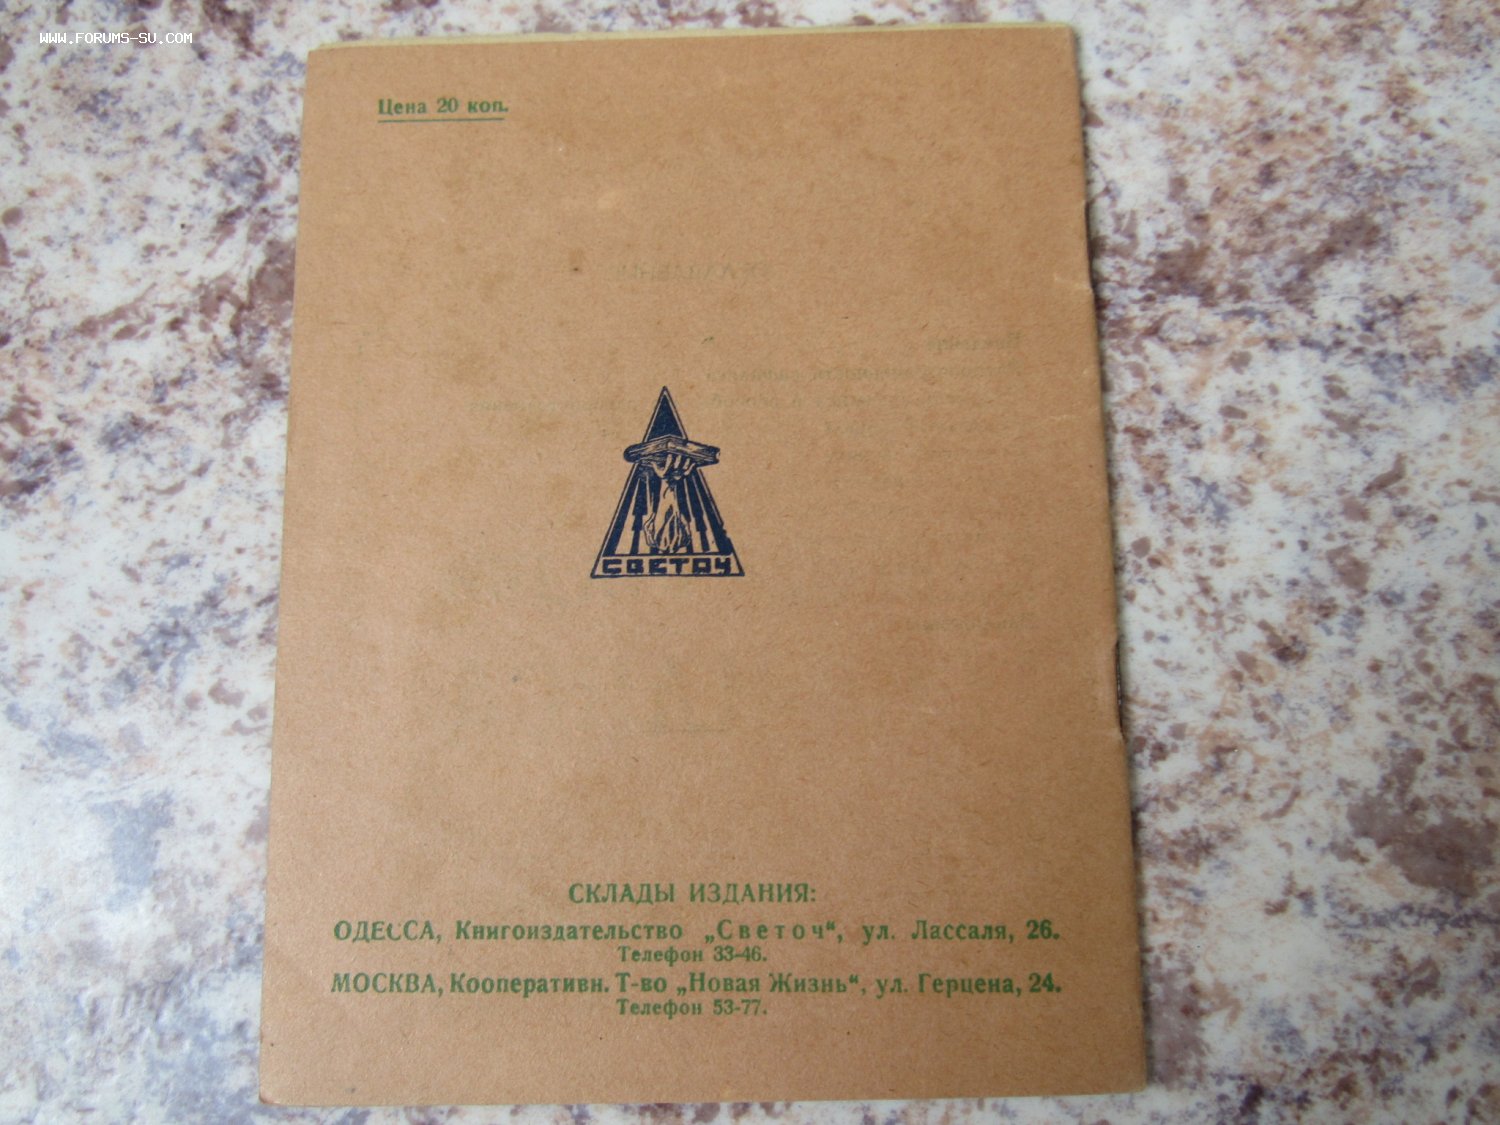 WWW.FORUMS-SU.COM
Цена 20 коп.
СВЕТОЧ
СКЛАДЫ ИЗДАНИЯ:
ОДЕССА, Книгоиздательство „Светоч“, ул. Лассаля, 26.
Телефон 33-46.
МОСКВА, Кооперативн. Т-во „Новая Жизнь“, ул. Герцена, 24.
Телефон 53-77.